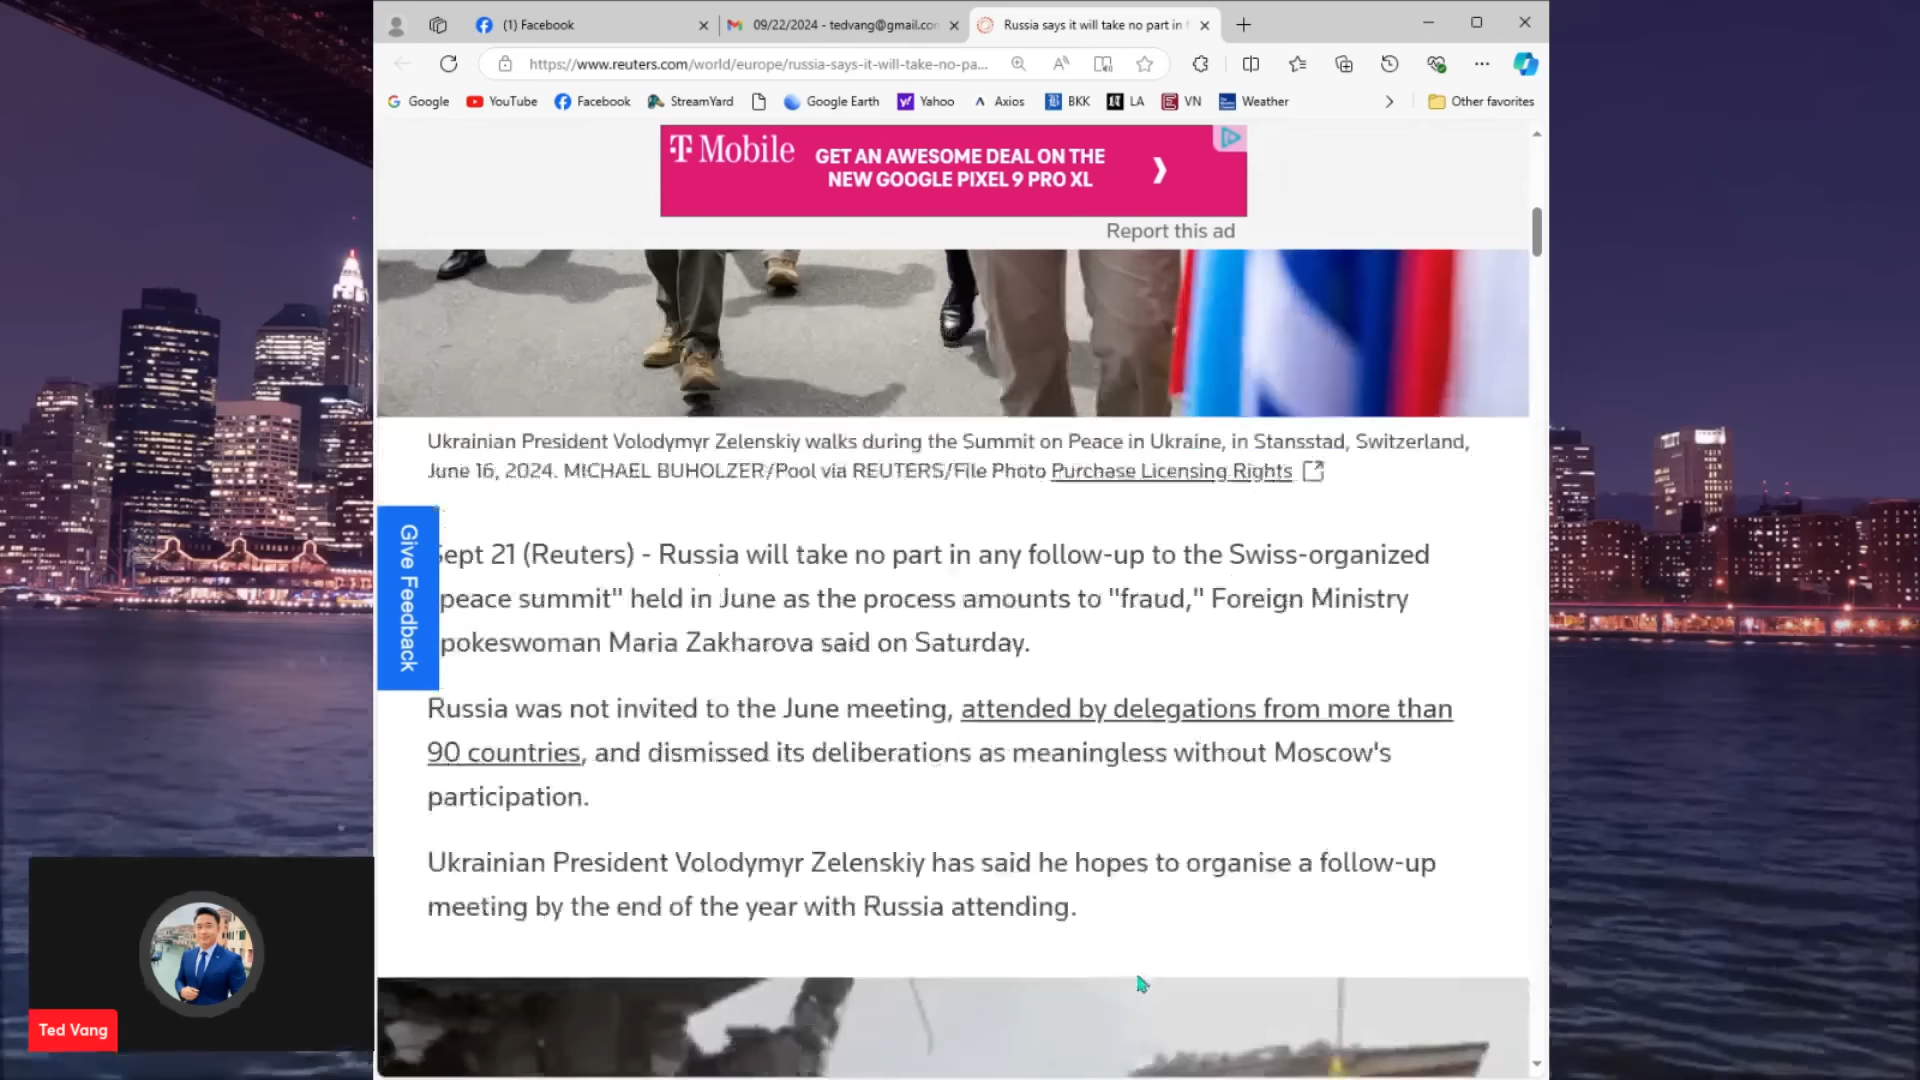 (1) Facebook
09/22/2024 - tedvang@gmail.co
Russia says it will take no part in
https://www.reuters.com/world/europe/russia-says-it-will-take-no-pa...
Google YouTube Facebook StreamYard Google Earth Yahoo Axios BKK LA VN Weather Other favorites
T Mobile
GET AN AWESOME DEAL ON THE
NEW GOOGLE PIXEL 9 PRO XL
Report this ad
Ukrainian President Volodymyr Zelenskiy walks during the Summit on Peace in Ukraine, in Stansstad, Switzerland,
June 16, 2024. MICHAEL BUHOLZER/Pool via REUTERS/File Photo Purchase Licensing Rights
Give Feedback
Sept 21 (Reuters) - Russia will take no part in any follow-up to the Swiss-organized
peace summit" held in June as the process amounts to "fraud," Foreign Ministry
pokeswoman Maria Zakharova said on Saturday.
Russia was not invited to the June meeting, attended by delegations from more than
90 countries, and dismissed its deliberations as meaningless without Moscow's
participation.
Ukrainian President Volodymyr Zelenskiy has said he hopes to organise a follow-up
meeting by the end of the year with Russia attending.
Ted Vang